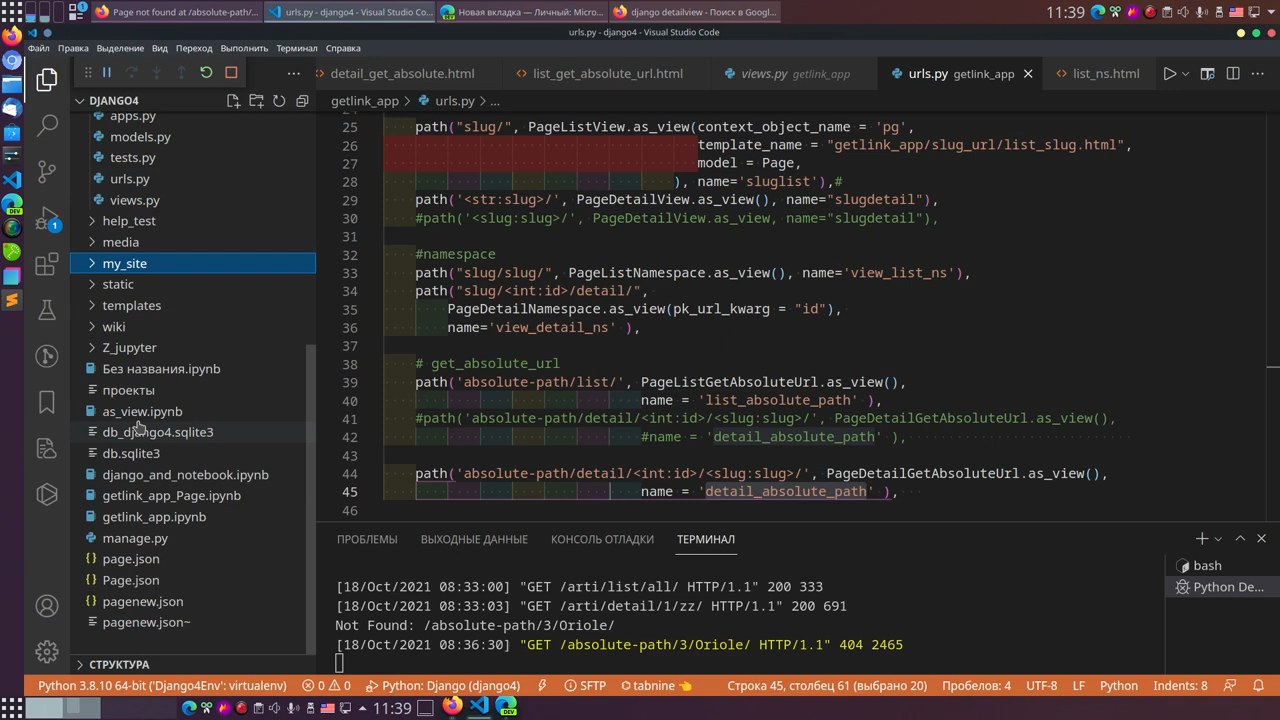 Page not found at /absolute-path/...
urls.py - django4 - Visual Studio Cod...
Новая вкладка — Личный: Micros...
django detailview - Поиск в Googl...
11:39
urls.py - django4 - Visual Studio Code
Файл Правка Выделение Вид Переход Выполнить Терминал Справка
detail_get_absolute.html
list_get_absolute_url.html
views.py getlink_app
urls.py getlink_app
list_ns.html
DJANGO4
getlink_app > urls.py > ...
apps.py
models.py
tests.py
urls.py
views.py
help_test
media
my_site
static
templates
wiki
Z_jupyter
Без названия.ipynb
проекты
as_view.ipynb
db_django4.sqlite3
db.sqlite3
django_and_notebook.ipynb
getlink_app_Page.ipynb
getlink_app.ipynb
manage.py
page.json
Page.json
pagenew.json
pagenew.json~
СТРУКТУРА
1
25 path("slug/", PageListView.as_view(context_object_name = 'pg',
26 template_name = "getlink_app/slug_url/list_slug.html",
27 model = Page,
28 ), name='sluglist'),#
29 path('<str:slug>/', PageDetailView.as_view(), name="slugdetail"),
30 #path('<slug:slug>/', PageDetailView.as_view, name="slugdetail"),
31
32 #namespace
33 path("slug/slug/", PageListNamespace.as_view(), name='view_list_ns'),
34 path("slug/<int:id>/detail/",
35 PageDetailNamespace.as_view(pk_url_kwarg = "id"),
36 name='view_detail_ns' ),
37
38 # get_absolute_url
39 path('absolute-path/list/', PageListGetAbsoluteUrl.as_view(),
40 name = 'list_absolute_path' ),
41 #path('absolute-path/detail/<int:id>/<slug:slug>/', PageDetailGetAbsoluteUrl.as_view(),
42 #name = 'detail_absolute_path' ),
43
44 path('absolute-path/detail/<int:id>/<slug:slug>/', PageDetailGetAbsoluteUrl.as_view(),
45 name = 'detail_absolute_path' ),
46
ПРОБЛЕМЫ ВЫХОДНЫЕ ДАННЫЕ КОНСОЛЬ ОТЛАДКИ ТЕРМИНАЛ
[18/Oct/2021 08:33:00] "GET /arti/list/all/ HTTP/1.1" 200 333
[18/Oct/2021 08:33:03] "GET /arti/detail/1/zz/ HTTP/1.1" 200 691
Not Found: /absolute-path/3/Oriole/
[18/Oct/2021 08:36:30] "GET /absolute-path/3/Oriole/ HTTP/1.1" 404 2465
bash
Python De...
Python 3.8.10 64-bit ('Django4Env': virtualenv) 0 0 Python: Django (django4) SFTP tabnine Строка 45, столбец 61 (выбрано 20) Пробелов: 4 UTF-8 LF Python Indents: 8
11:39